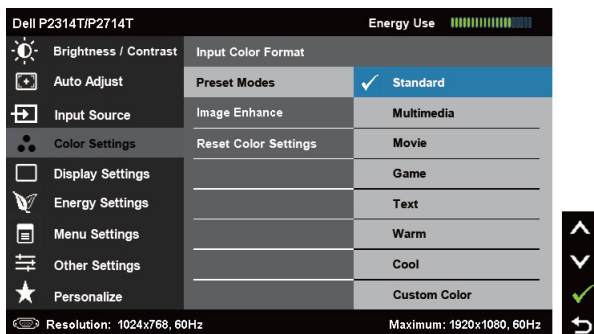 Dell P2314T/P2714T Energy Use
Brightness / Contrast Input Color Format
Auto Adjust Preset Modes Standard
Input Source Image Enhance Multimedia
Color Settings Reset Color Settings Movie
Display Settings Game
Energy Settings Text
Menu Settings Warm
Other Settings Cool
Personalize Custom Color
Resolution: 1024x768, 60Hz Maximum: 1920x1080, 60Hz